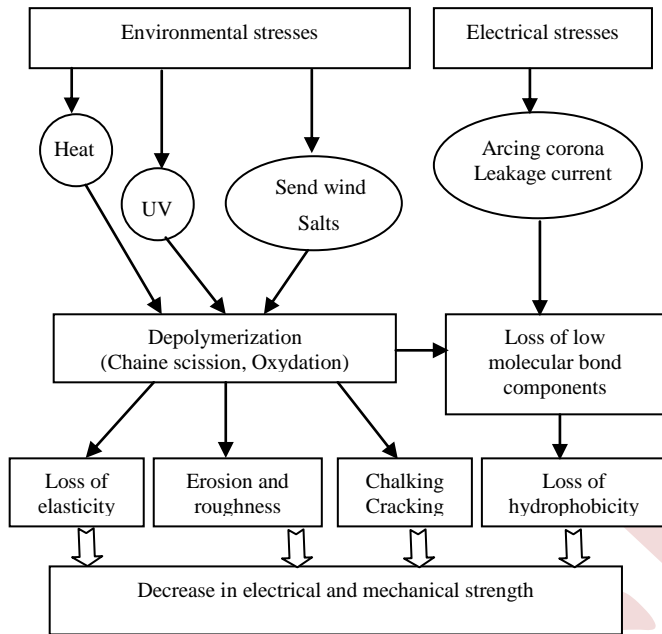 Environmental stresses
Electrical stresses
Heat
UV
Send wind
Salts
Arcing corona
Leakage current
Depolymerization
(Chaine scission, Oxydation)
Loss of low
molecular bond
components
Loss of
elasticity
Erosion and
roughness
Chalking
Cracking
Loss of
hydrophobicity
Decrease in electrical and mechanical strength